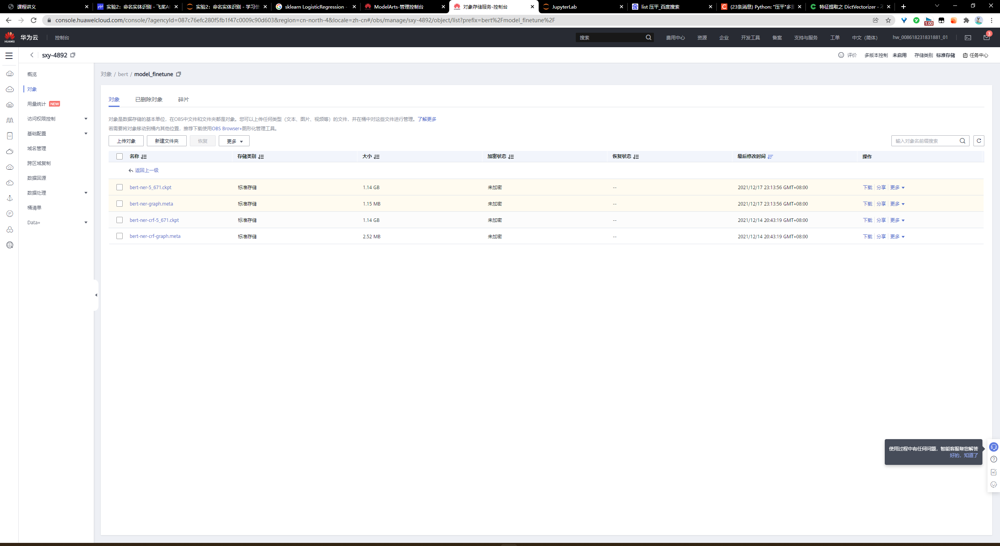 课程讲义
实验2：命名实体识别 - 飞桨AI
实验2：命名实体识别 - 学习使
sklearn LogisticRegression -
ModelArts-管理控制台
对象存储服务-控制台
JupyterLab
list 压平_百度搜索
(23条消息) Python: "压平"多重
特征提取之 DictVectorizer - 不
console.huaweicloud.com/console/?agencyId=087c76efc280f5fb1f47c0009c90d603&region=cn-north-4&locale=zh-cn#/obs/manage/sxy-4892/object/list?prefix=bert%2Fmodel_finetune%2F
1.00
HUAWEI
华为云
控制台
搜索
费用中心
资源
企业
开发工具
备案
支持与服务
工单
中文（简体）
hw_008618231831881_01
3
sxy-4892
评价
多版本控制 未启用
存储类别 标准存储
任务中心
概览
对象
用量统计 NEW
访问权限控制
基础配置
域名管理
跨区域复制
数据回源
数据处理
桶清单
Data+
对象 / bert / model_finetune
对象
已删除对象
碎片
对象是数据存储的基本单位，在OBS中文件和文件夹都是对象。您可以上传任何类型（文本、图片、视频等）的文件，并在桶中对这些文件进行管理。了解更多
若需要将对象移动到桶内其他位置，推荐下载使用OBS Browser+图形化管理工具。
上传对象
新建文件夹
恢复
更多
输入对象名前缀搜索
名称 存储类别 大小 加密状态 恢复状态 最后修改时间 操作
返回上一级
bert-ner-5_671.ckpt 标准存储 1.14 GB 未加密 -- 2021/12/17 23:13:56 GMT+08:00 下载 分享 更多
bert-ner-graph.meta 标准存储 1.15 MB 未加密 -- 2021/12/17 23:13:56 GMT+08:00 下载 分享 更多
bert-ner-crf-5_671.ckpt 标准存储 1.14 GB 未加密 -- 2021/12/14 20:43:19 GMT+08:00 下载 分享 更多
bert-ner-crf-graph.meta 标准存储 2.52 MB 未加密 -- 2021/12/14 20:43:19 GMT+08:00 下载 分享 更多
使用过程中有任何问题，智能客服帮您解答
好的，知道了